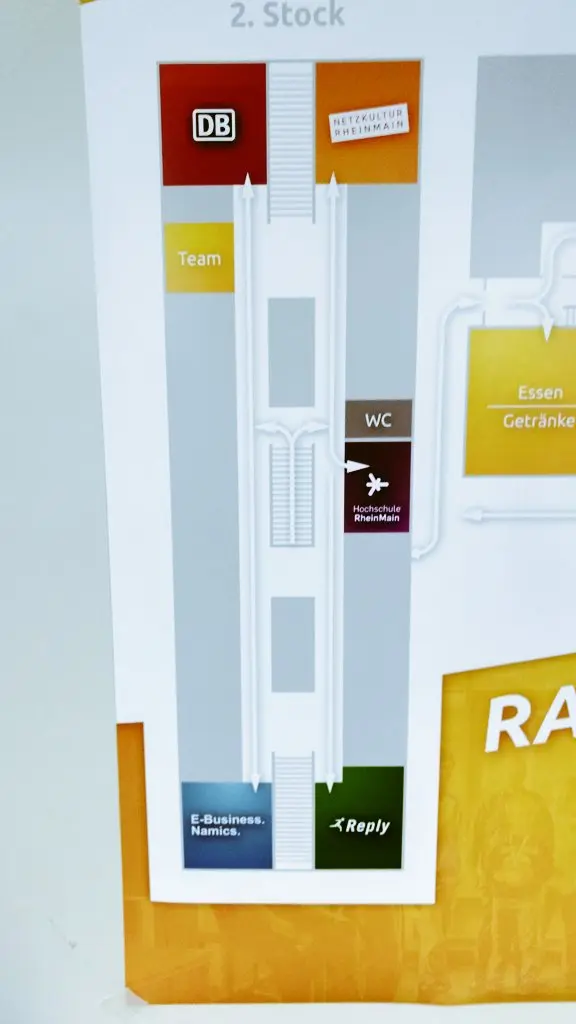 2. Stock
DB
NETZKULTUR
RHEINMAIN
Team
Essen
Getränke
WC
Hochschule
RheinMain
RA
E-Business.
Namics.
Reply